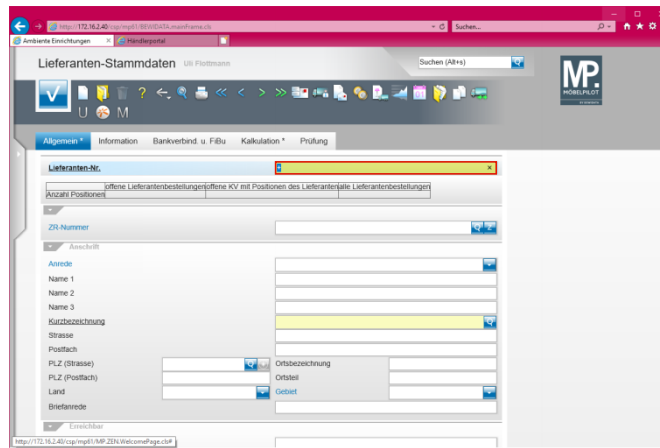 http://172.16.2.40/csp/mp61/BEWIDATA.mainFrame.cls
Suchen...
Ambiente Einrichtungen
Händlerportal
Lieferanten-Stammdaten Uli Flottmann
Suchen (Alt+s)
MP.
MÖBELPILOT
U M
Allgemein * Information Bankverbind. u. FiBu Kalkulation * Prüfung
Lieferanten-Nr.
offene Lieferantenbestellungen offene KV mit Positionen des Lieferanten alle Lieferantenbestellungen
Anzahl Positionen
ZR-Nummer
Anschrift
Anrede
Name 1
Name 2
Name 3
Kurzbezeichnung
Strasse
Postfach
PLZ (Strasse) Ortsbezeichnung
PLZ (Postfach) Ortsteil
Land Gebiet
Briefanrede
Erreichbar
http://172.16.2.40/csp/mp61/MP.ZEN.WelcomePage.cls#